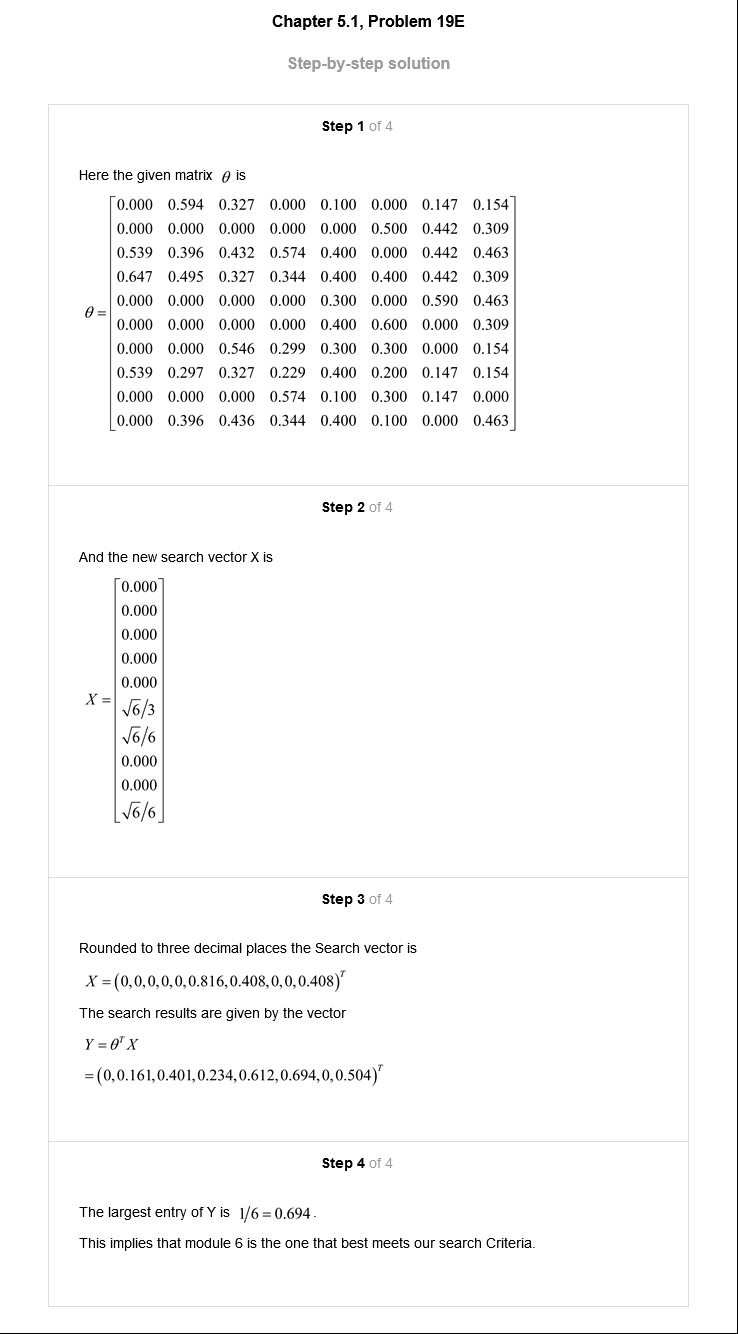 Chapter 5.1, Problem 19E
Step-by-step solution
Step 1 of 4
Here the given matrix θ is
θ =
0.000 0.594 0.327 0.000 0.100 0.000 0.147 0.154
0.000 0.000 0.000 0.000 0.000 0.500 0.442 0.309
0.539 0.396 0.432 0.574 0.400 0.000 0.442 0.463
0.647 0.495 0.327 0.344 0.400 0.400 0.442 0.309
0.000 0.000 0.000 0.000 0.300 0.000 0.590 0.463
0.000 0.000 0.000 0.000 0.400 0.600 0.000 0.309
0.000 0.000 0.546 0.299 0.300 0.300 0.000 0.154
0.539 0.297 0.327 0.229 0.400 0.200 0.147 0.154
0.000 0.000 0.000 0.574 0.100 0.300 0.147 0.000
0.000 0.396 0.436 0.344 0.400 0.100 0.000 0.463
Step 2 of 4
And the new search vector X is
X =
0.000
0.000
0.000
0.000
0.000
√6/3
√6/6
0.000
0.000
√6/6
Step 3 of 4
Rounded to three decimal places the Search vector is
X = (0,0,0,0,0,0.816,0.408,0,0,0.408)^T
The search results are given by the vector
Y = θ^T X
= (0,0.161,0.401,0.234,0.612,0.694,0,0.504)^T
Step 4 of 4
The largest entry of Y is 1/6 = 0.694.
This implies that module 6 is the one that best meets our search Criteria.